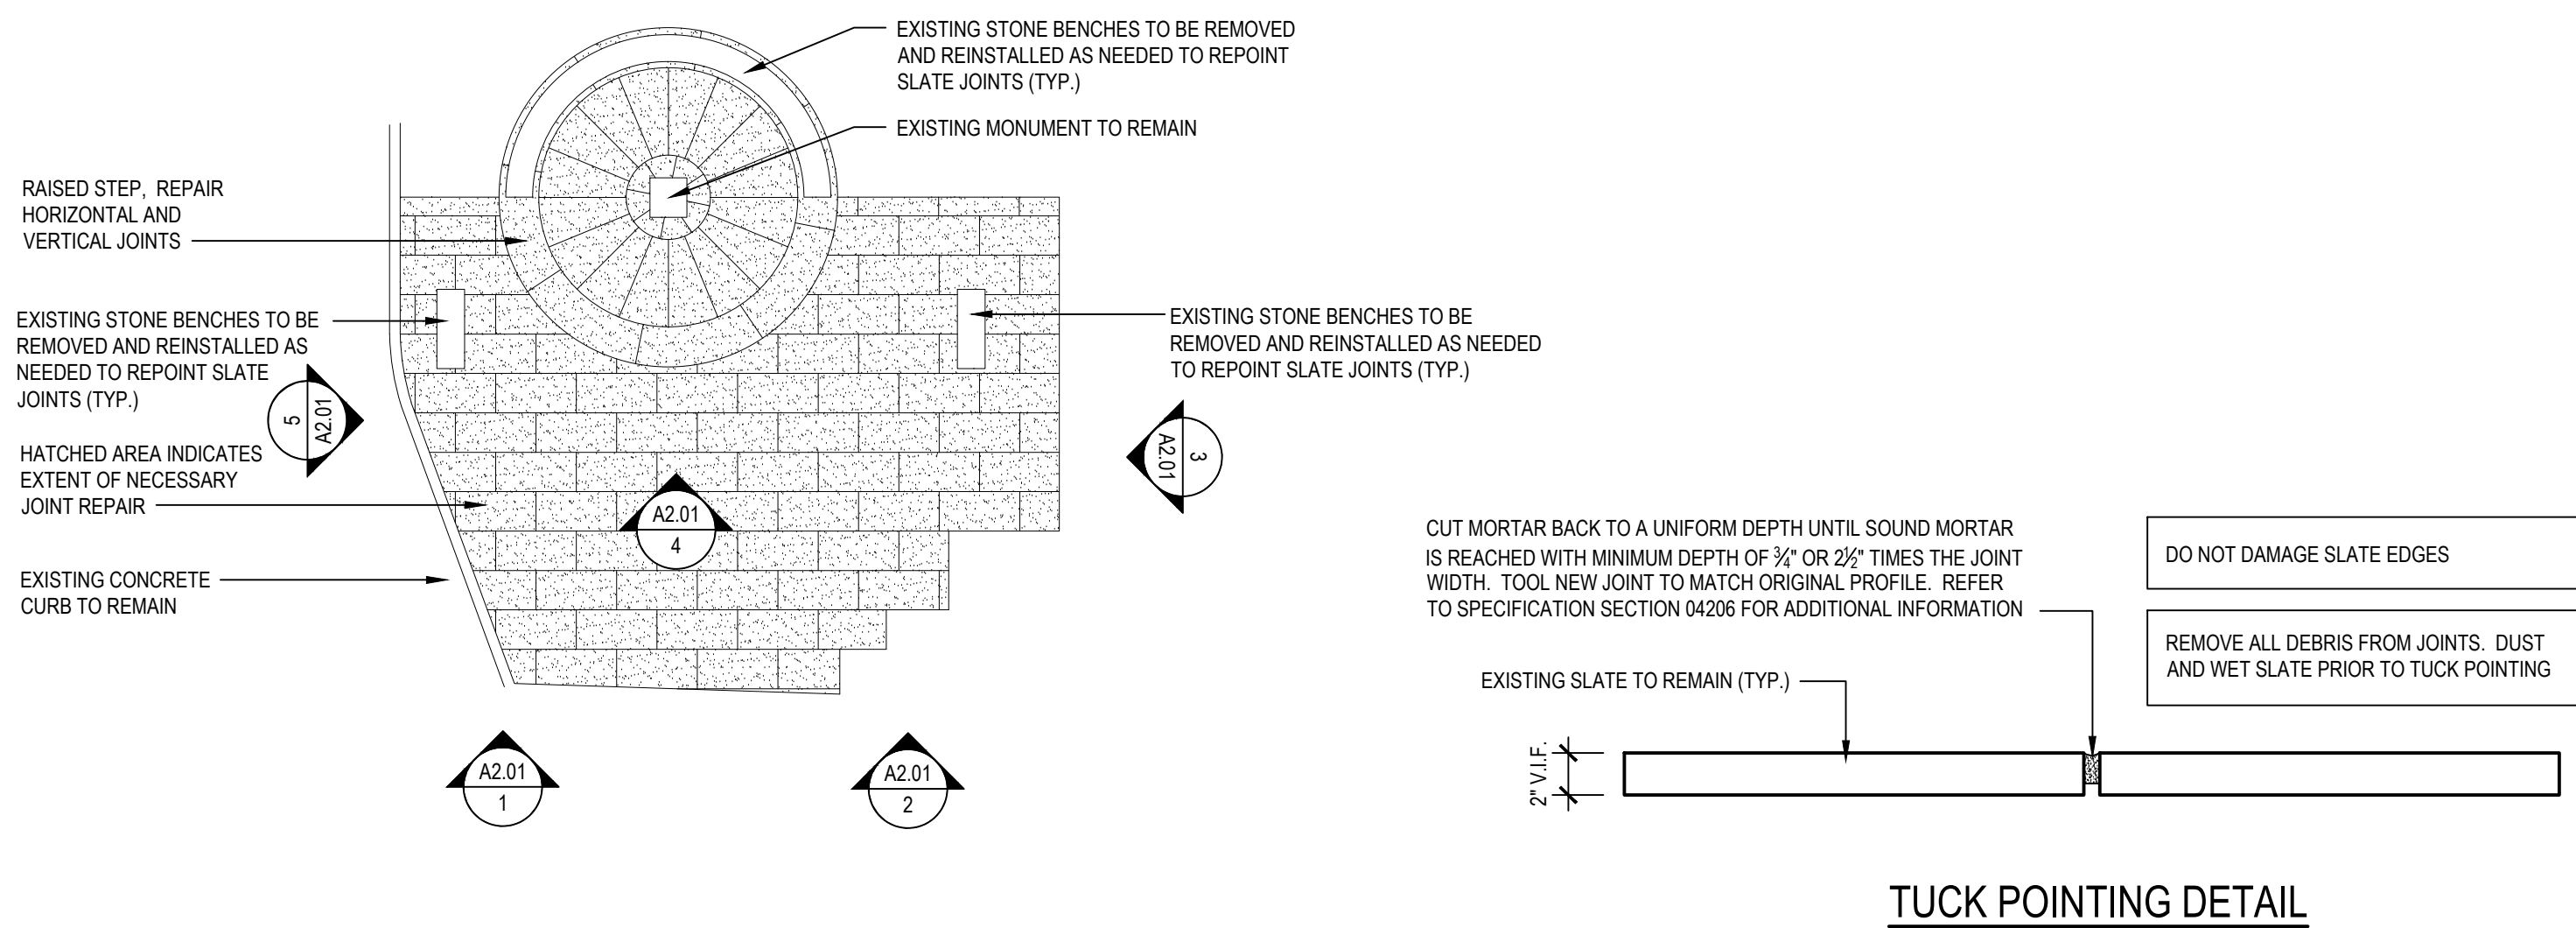 EXISTING STONE BENCHES TO BE REMOVED
AND REINSTALLED AS NEEDED TO REPOINT
SLATE JOINTS (TYP.)
EXISTING MONUMENT TO REMAIN
RAISED STEP, REPAIR
HORIZONTAL AND
VERTICAL JOINTS
EXISTING STONE BENCHES TO BE
REMOVED AND REINSTALLED AS
NEEDED TO REPOINT SLATE
JOINTS (TYP.)
5
A2.01
HATCHED AREA INDICATES
EXTENT OF NECESSARY
JOINT REPAIR
EXISTING CONCRETE
CURB TO REMAIN
EXISTING STONE BENCHES TO BE
REMOVED AND REINSTALLED AS NEEDED
TO REPOINT SLATE JOINTS (TYP.)
A2.01
3
A2.01
4
A2.01
1
A2.01
2
CUT MORTAR BACK TO A UNIFORM DEPTH UNTIL SOUND MORTAR
IS REACHED WITH MINIMUM DEPTH OF ¾" OR 2½" TIMES THE JOINT
WIDTH. TOOL NEW JOINT TO MATCH ORIGINAL PROFILE. REFER
TO SPECIFICATION SECTION 04206 FOR ADDITIONAL INFORMATION
DO NOT DAMAGE SLATE EDGES
REMOVE ALL DEBRIS FROM JOINTS. DUST
AND WET SLATE PRIOR TO TUCK POINTING
EXISTING SLATE TO REMAIN (TYP.)
2" V.I.F.
TUCK POINTING DETAIL